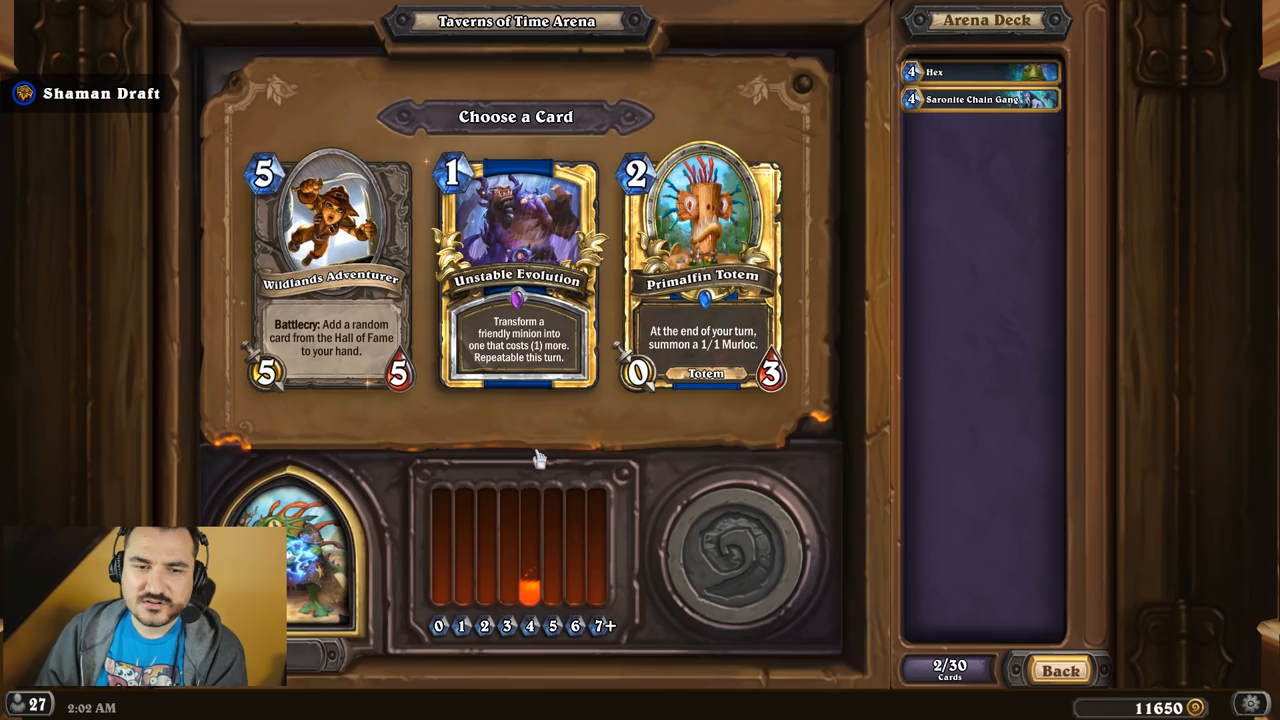 Taverns of Time Arena
Arena Deck
Shaman Draft
4 Hex
4 Saronite Chain Gang
Choose a Card
5
Wildlands Adventurer
Battlecry: Add a random
card from the Hall of Fame
to your hand.
5 5
1
Unstable Evolution
Transform a
friendly minion into
one that costs (1) more.
Repeatable this turn.
2
Primalfin Totem
At the end of your turn,
summon a 1/1 Murloc.
Totem
0 3
0 1 2 3 4 5 6 7+
2/30
Cards
Back
27
2:02 AM
11650